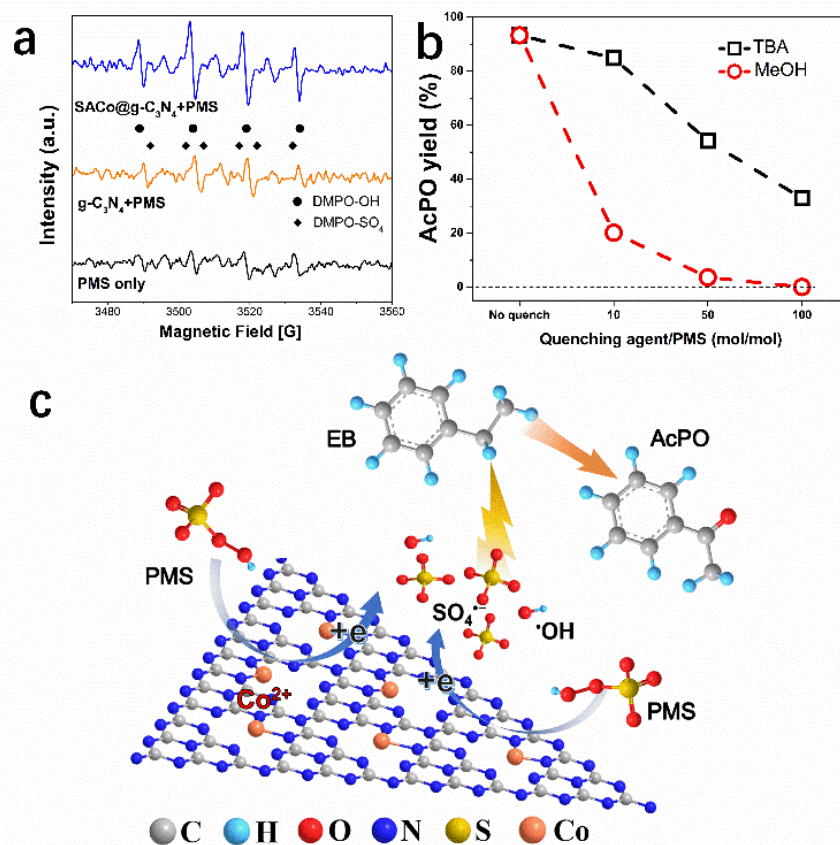 a
Intensity (a.u.)
SACo@g-C₃N₄+PMS
g-C₃N₄+PMS
DMPO-OH
DMPO-SO₄
PMS only
3480 3500 3520 3540 3560
Magnetic Field [G]
b
AcPO yield (%)
100
80
60
40
20
0
TBA
MeOH
No quench 10 50 100
Quenching agent/PMS (mol/mol)
c
EB
AcPO
PMS
SO₄•−
•OH
+e
+e
Co²⁺
PMS
C H O N S Co